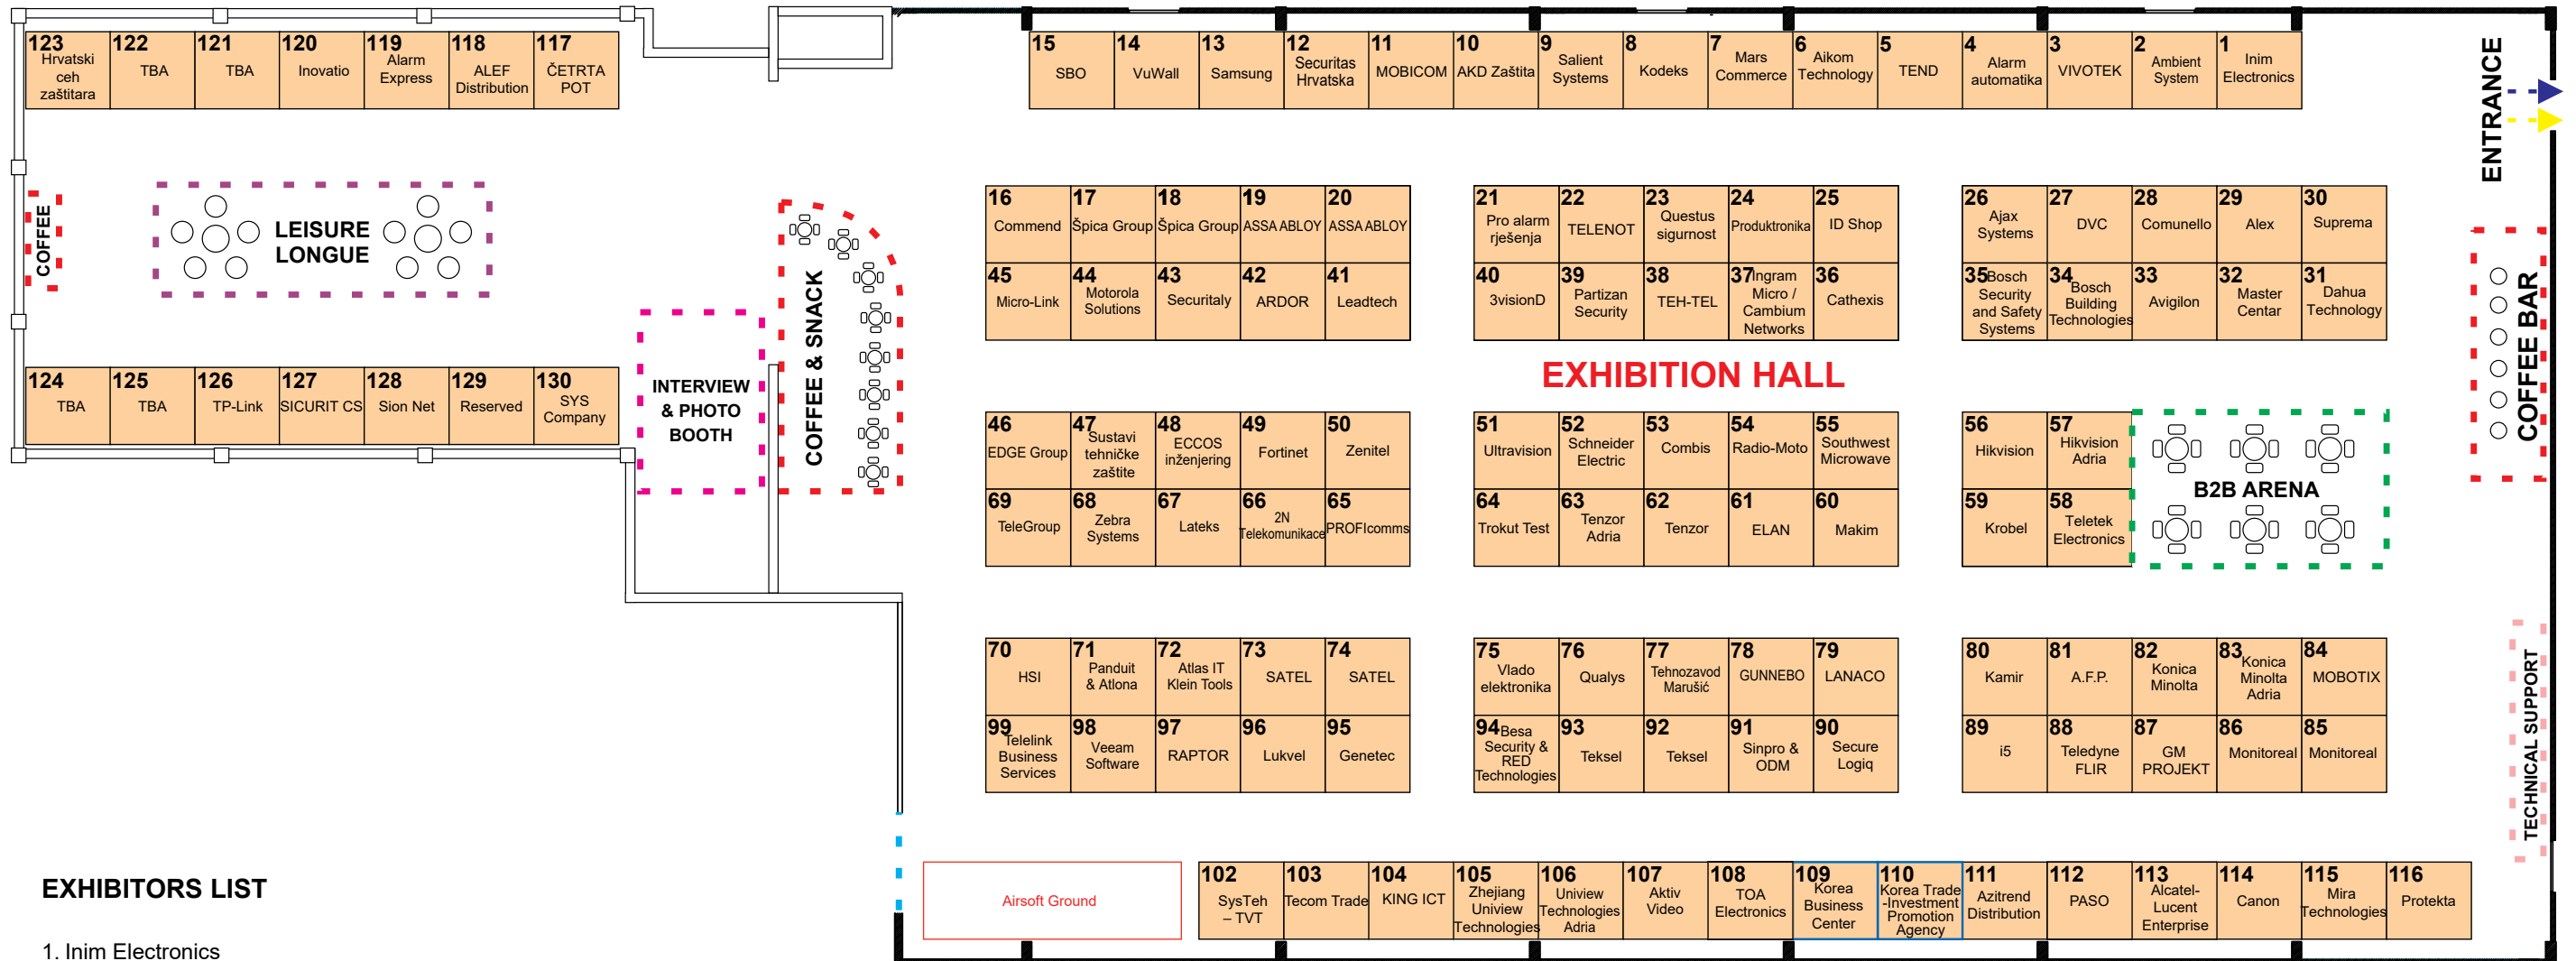 123
Hrvatski
ceh
zaštitara
122
TBA
121
TBA
120
Inovatio
119
Alarm
Express
118
ALEF
Distribution
117
ČETRTA
POT
15
SBO
14
VuWall
13
Samsung
12
Securitas
Hrvatska
11
MOBICOM
10
AKD Zaštita
9
Salient
Systems
8
Kodeks
7
Mars
Commerce
6
Aikom
Technology
5
TEND
4
Alarm
automatika
3
VIVOTEK
2
Ambient
System
1
Inim
Electronics
ENTRANCE
COFFEE
LEISURE
LONGUE
COFFEE & SNACK
INTERVIEW
& PHOTO
BOOTH
16
Commend
17
Špica Group
18
Špica Group
19
ASSA ABLOY
20
ASSA ABLOY
21
Pro alarm
rješenja
22
TELENOT
23
Questus
sigurnost
24
Produktronika
25
ID Shop
26
Ajax
Systems
27
DVC
28
Comunello
29
Alex
30
Suprema
45
Micro-Link
44
Motorola
Solutions
43
Securitaly
42
ARDOR
41
Leadtech
40
3visionD
39
Partizan
Security
38
TEH-TEL
37
Ingram
Micro /
Cambium
Networks
36
Cathexis
35
Bosch
Security
and Safety
Systems
34
Bosch
Building
Technologies
33
Avigilon
32
Master
Centar
31
Dahua
Technology
COFFEE BAR
EXHIBITION HALL
124
TBA
125
TBA
126
TP-Link
127
SICURIT CS
128
Sion Net
129
Reserved
130
SYS
Company
46
EDGE Group
47
Sustavi
tehničke
zaštite
48
ECCOS
inženjering
49
Fortinet
50
Zenitel
51
Ultravision
52
Schneider
Electric
53
Combis
54
Radio-Moto
55
Southwest
Microwave
56
Hikvision
57
Hikvision
Adria
B2B ARENA
69
TeleGroup
68
Zebra
Systems
67
Lateks
66
2N
Telekomunikace
65
PROFIcomms
64
Trokut Test
63
Tenzor
Adria
62
Tenzor
61
ELAN
60
Makim
59
Krobel
58
Teletek
Electronics
70
HSI
71
Panduit
& Atlona
72
Atlas IT
Klein Tools
73
SATEL
74
SATEL
75
Vlado
elektronika
76
Qualys
77
Tehnozavod
Marušić
78
GUNNEBO
79
LANACO
80
Kamir
81
A.F.P.
82
Konica
Minolta
83
Konica
Minolta
Adria
84
MOBOTIX
TECHNICAL SUPPORT
99
Telelink
Business
Services
98
Veeam
Software
97
RAPTOR
96
Lukvel
95
Genetec
94
Besa
Security &
RED
Technologies
93
Teksel
92
Teksel
91
Sinpro &
ODM
90
Secure
Logiq
89
i5
88
Teledyne
FLIR
87
GM
PROJEKT
86
Monitoreal
85
Monitoreal
Airsoft Ground
102
SysTeh
– TVT
103
Tecom Trade
104
KING ICT
105
Zhejiang
Uniview
Technologies
106
Uniview
Technologies
Adria
107
Aktiv
Video
108
TOA
Electronics
109
Korea
Business
Center
110
Korea Trade
-Investment
Promotion
Agency
111
Azitrend
Distribution
112
PASO
113
Alcatel-
Lucent
Enterprise
114
Canon
115
Mira
Technologies
116
Protekta
EXHIBITORS LIST
1. Inim Electronics